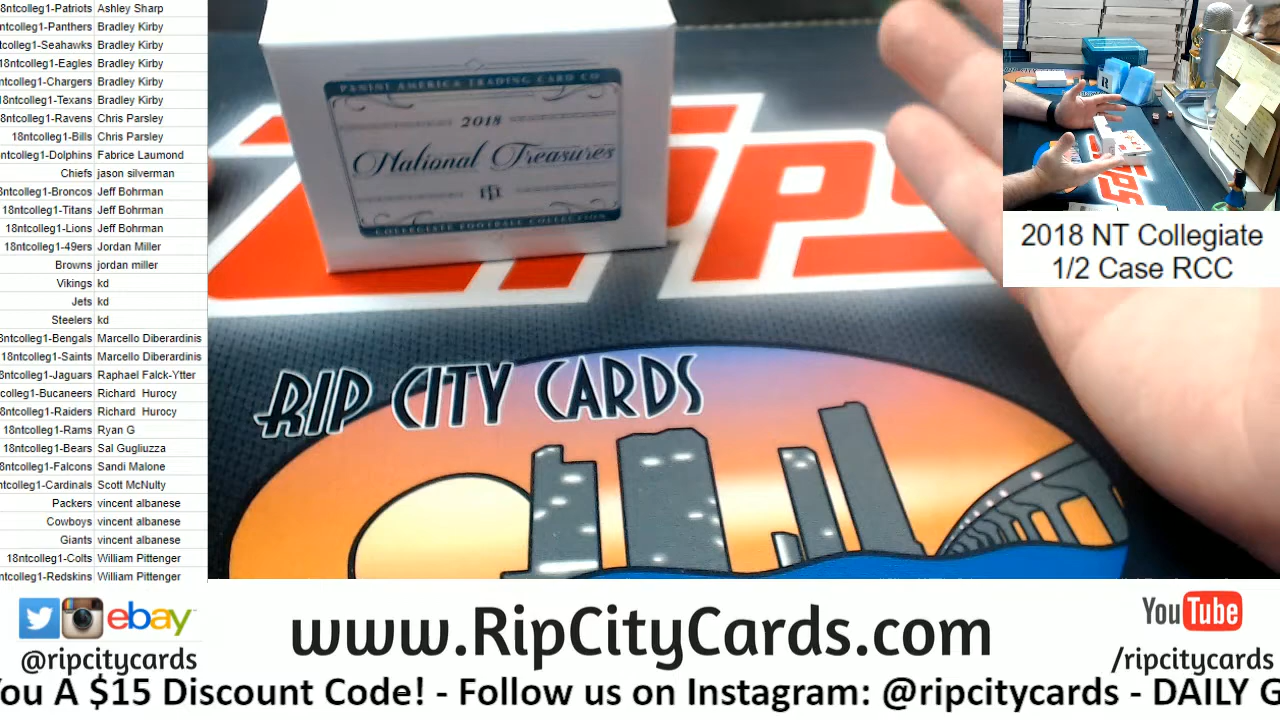 8ntcolleg1-Patriots Ashley Sharp
ntcolleg1-Panthers Bradley Kirby
tcolleg1-Seahawks Bradley Kirby
18ntcolleg1-Eagles Bradley Kirby
ntcolleg1-Chargers Bradley Kirby
18ntcolleg1-Texans Bradley Kirby
8ntcolleg1-Ravens Chris Parsley
18ntcolleg1-Bills Chris Parsley
ntcolleg1-Dolphins Fabrice Laumond
Chiefs jason silverman
8ntcolleg1-Broncos Jeff Bohrman
18ntcolleg1-Titans Jeff Bohrman
18ntcolleg1-Lions Jeff Bohrman
18ntcolleg1-49ers Jordan Miller
Browns jordan miller
Vikings kd
Jets kd
Steelers kd
8ntcolleg1-Bengals Marcello Diberardinis
18ntcolleg1-Saints Marcello Diberardinis
8ntcolleg1-Jaguars Raphael Falck-Ytter
colleg1-Bucaneers Richard Hurocy
8ntcolleg1-Raiders Richard Hurocy
18ntcolleg1-Rams Ryan G
18ntcolleg1-Bears Sal Gugliuzza
8ntcolleg1-Falcons Sandi Malone
ntcolleg1-Cardinals Scott McNulty
Packers vincent albanese
Cowboys vincent albanese
Giants vincent albanese
18ntcolleg1-Colts William Pittenger
ntcolleg1-Redskins William Pittenger
PANINI AMERICA TRADING CARD CO
2018
National Treasures
COLLEGIATE FOOTBALL COLLECTION
RIP CITY CARDS
2018 NT Collegiate
1/2 Case RCC
ebay
@ripcitycards
www.RipCityCards.com
YouTube
/ripcitycards
You A $15 Discount Code! - Follow us on Instagram: @ripcitycards - DAILY G